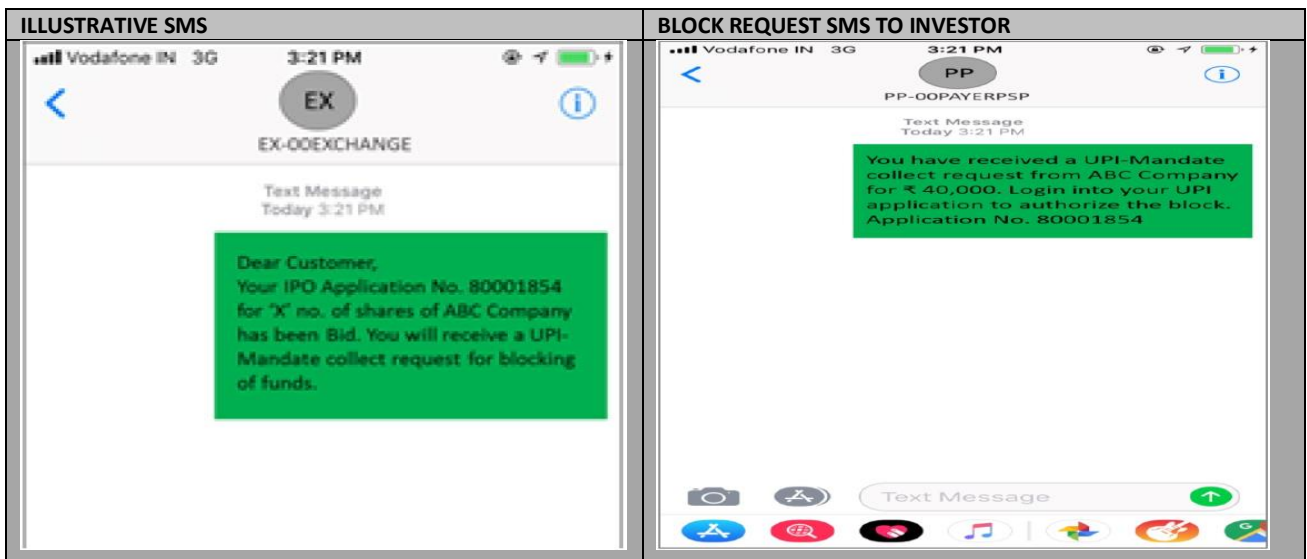 ILLUSTRATIVE SMS
Vodafone IN 3G 3:21 PM
EX
EX-00EXCHANGE
Text Message
Today 3:21 PM
Dear Customer,
Your IPO Application No. 80001854
for 'X' no. of shares of ABC Company
has been Bid. You will receive a UPI-
Mandate collect request for blocking
of funds.
BLOCK REQUEST SMS TO INVESTOR
Vodafone IN 3G 3:21 PM
PP
PP-00PAYERPSP
Text Message
Today 3:21 PM
You have received a UPI-Mandate
collect request from ABC Company
for ₹ 40,000. Login into your UPI
application to authorize the block.
Application No. 80001854
Text Message